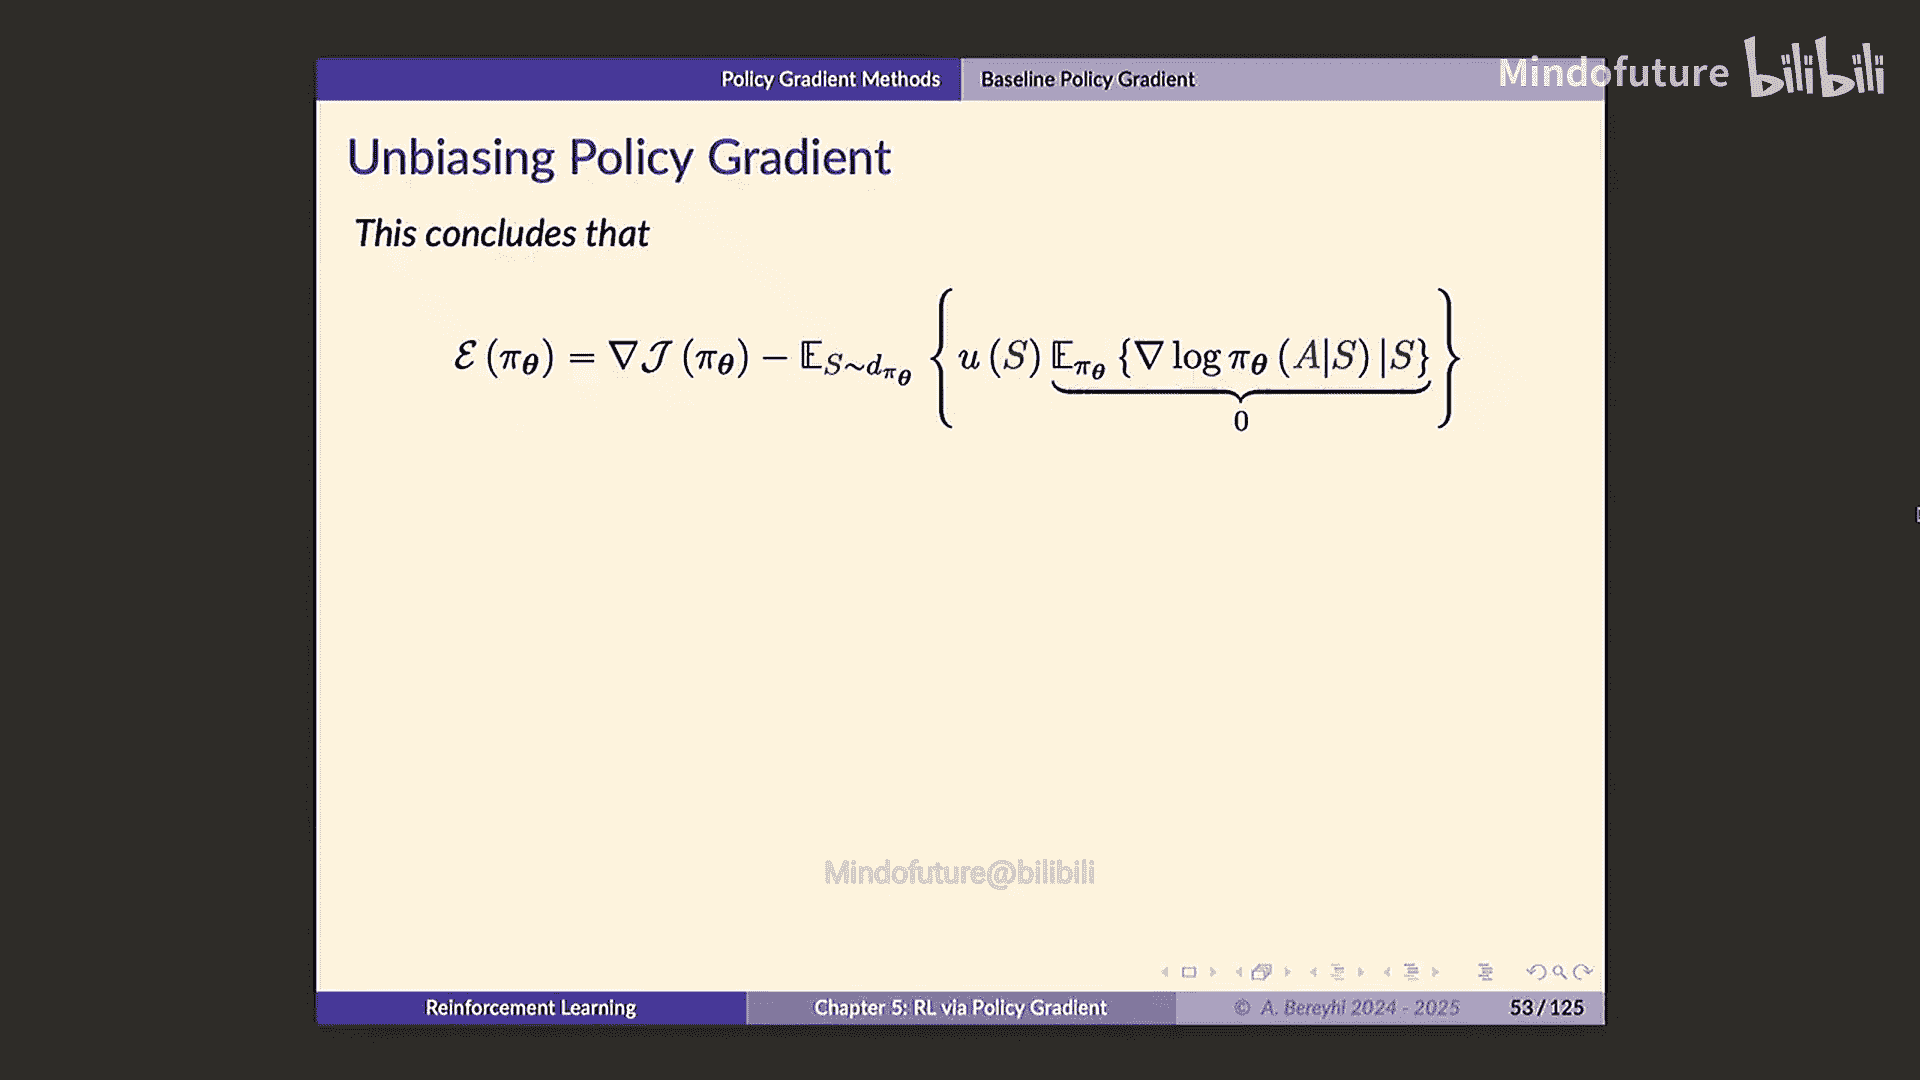 Policy Gradient Methods Baseline Policy Gradient
Mindofuture bilibili
Unbiasing Policy Gradient
This concludes that
ℰ (π_θ) = ∇𝒥 (π_θ) − 𝔼_{S∼d_{π_θ}} { u (S) 𝔼_{π_θ} {∇ log π_θ (A|S) |S} }
0
Mindofuture@bilibili
Reinforcement Learning Chapter 5: RL via Policy Gradient © A. Bereyhi 2024 - 2025 53 / 125